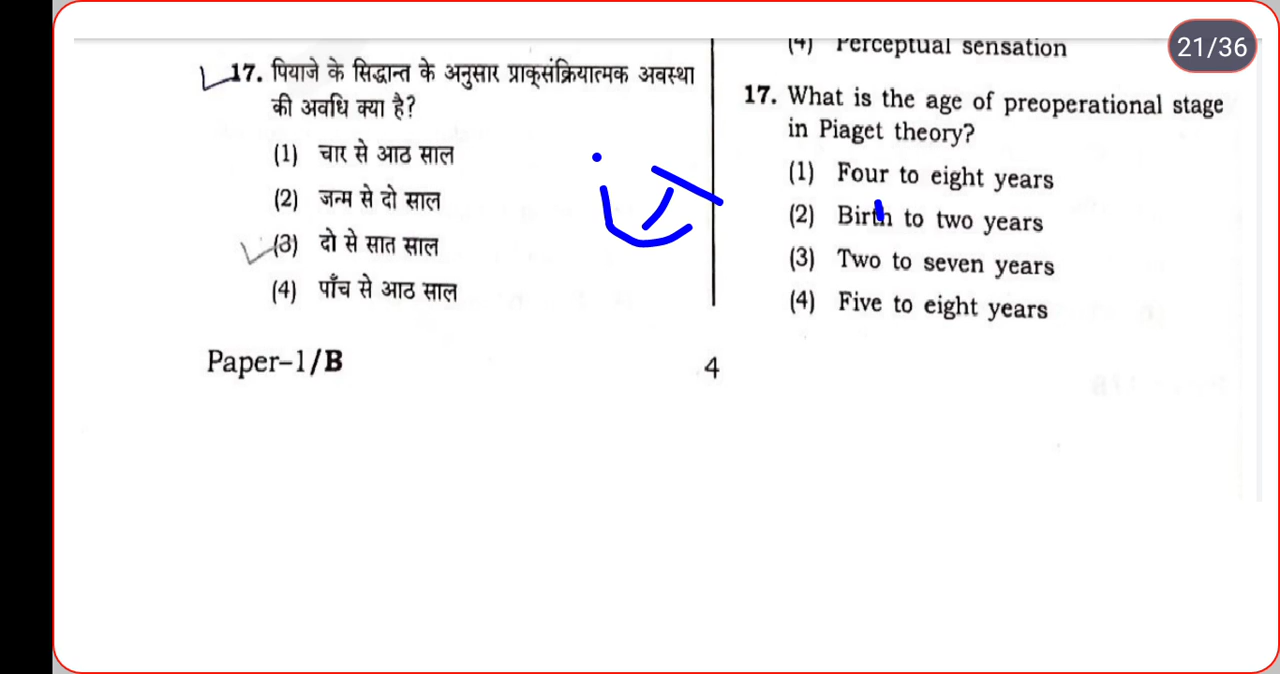 21/36
17. पियाजे के सिद्धान्त के अनुसार प्राक्संक्रियात्मक अवस्था
की अवधि क्या है?
(1) चार से आठ साल
(2) जन्म से दो साल
(3) दो से सात साल
(4) पाँच से आठ साल
Paper–1/B
(4) Perceptual sensation
17. What is the age of preoperational stage
in Piaget theory?
(1) Four to eight years
(2) Birth to two years
(3) Two to seven years
(4) Five to eight years
4